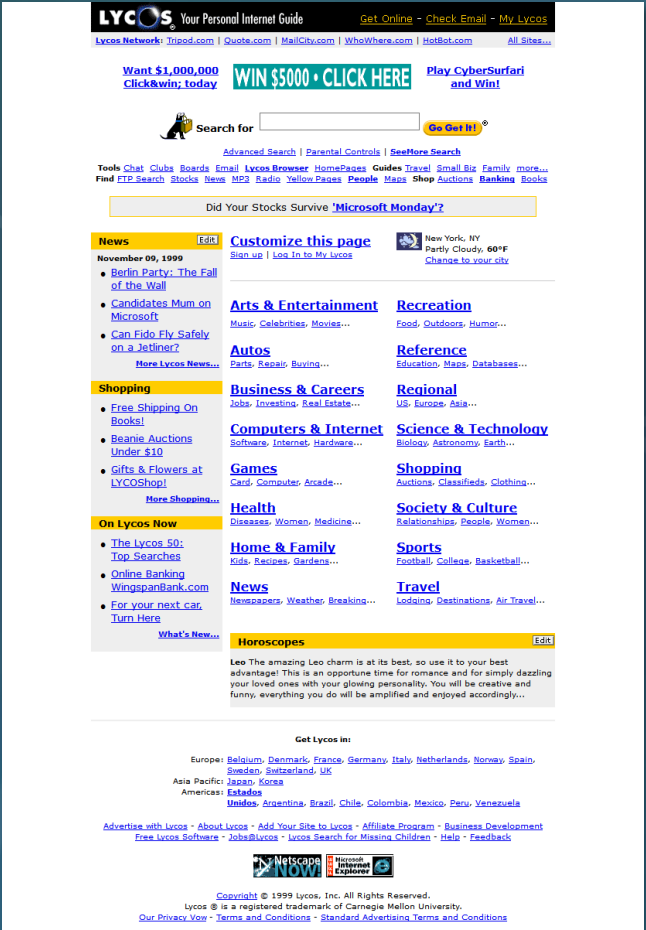 LYCOS Your Personal Internet Guide
Get Online - Check Email - My Lycos
Lycos Network: Tripod.com | Quote.com | MailCity.com | WhoWhere.com | HotBot.com All Sites...
Want $1,000,000
Click&win; today
WIN $5000 • CLICK HERE
Play CyberSurfari
and Win!
Search for
Go Get It!
Advanced Search | Parental Controls | SeeMore Search
Tools Chat Clubs Boards Email Lycos Browser HomePages Guides Travel Small Biz Family more...
Find FTP Search Stocks News MP3 Radio Yellow Pages People Maps Shop Auctions Banking Books
Did Your Stocks Survive 'Microsoft Monday'?
News Edit
November 09, 1999
Berlin Party: The Fall
of the Wall
Candidates Mum on
Microsoft
Can Fido Fly Safely
on a Jetliner?
More Lycos News...
Shopping
Free Shipping On
Books!
Beanie Auctions
Under $10
Gifts & Flowers at
LYCOShop!
More Shopping...
On Lycos Now
The Lycos 50:
Top Searches
Online Banking
WingspanBank.com
For your next car,
Turn Here
What's New...
Customize this page
Sign up | Log In to My Lycos
New York, NY
Partly Cloudy, 60°F
Change to your city
Arts & Entertainment
Music, Celebrities, Movies...
Recreation
Food, Outdoors, Humor...
Autos
Parts, Repair, Buying...
Reference
Education, Maps, Databases...
Business & Careers
Jobs, Investing, Real Estate...
Regional
US, Europe, Asia...
Computers & Internet
Software, Internet, Hardware...
Science & Technology
Biology, Astronomy, Earth...
Games
Card, Computer, Arcade...
Shopping
Auctions, Classifieds, Clothing...
Health
Diseases, Women, Medicine...
Society & Culture
Relationships, People, Women...
Home & Family
Kids, Recipes, Gardens...
Sports
Football, College, Basketball...
News
Newspapers, Weather, Breaking...
Travel
Lodging, Destinations, Air Travel...
Horoscopes Edit
Leo The amazing Leo charm is at its best, so use it to your best
advantage! This is an opportune time for romance and for simply dazzling
your loved ones with your glowing personality. You will be creative and
funny, everything you do will be amplified and enjoyed accordingly...
Get Lycos in:
Europe: Belgium, Denmark, France, Germany, Italy, Netherlands, Norway, Spain,
Sweden, Switzerland, UK
Asia Pacific: Japan, Korea
Americas: Estados
Unidos, Argentina, Brazil, Chile, Colombia, Mexico, Peru, Venezuela
Advertise with Lycos - About Lycos - Add Your Site to Lycos - Affiliate Program - Business Development
Free Lycos Software - Jobs@Lycos - Lycos Search for Missing Children - Help - Feedback
Netscape
Now!
FREE Microsoft
Internet
Explorer
Copyright © 1999 Lycos, Inc. All Rights Reserved.
Lycos ® is a registered trademark of Carnegie Mellon University.
Our Privacy Vow - Terms and Conditions - Standard Advertising Terms and Conditions